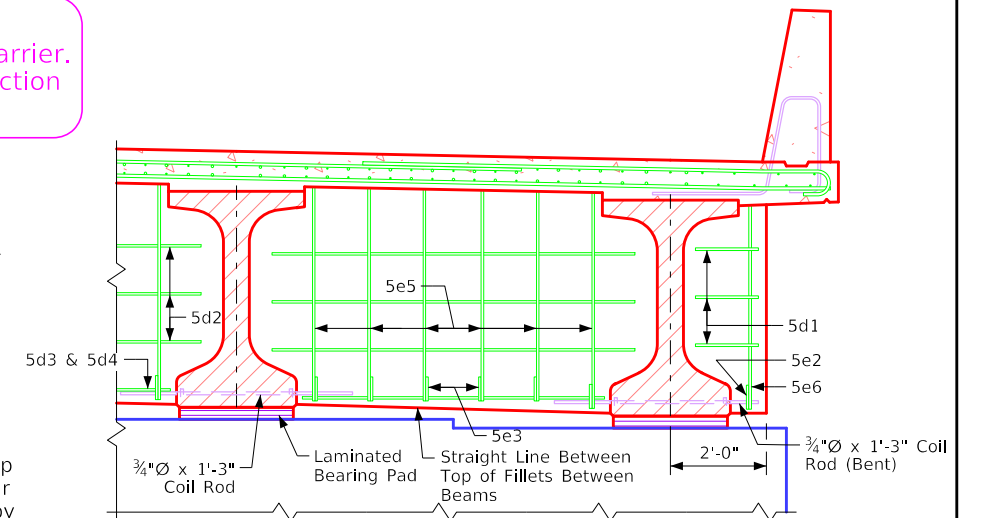 arrier.
ction
5e5
5d2
5d1
5d3 & 5d4
5e2
5e6
5e3
2'-0"
¾"Ø x 1'-3"
Coil Rod
Laminated
Bearing Pad
Straight Line Between
Top of Fillets Between
Beams
¾"Ø x 1'-3" Coil
Rod (Bent)
p
r